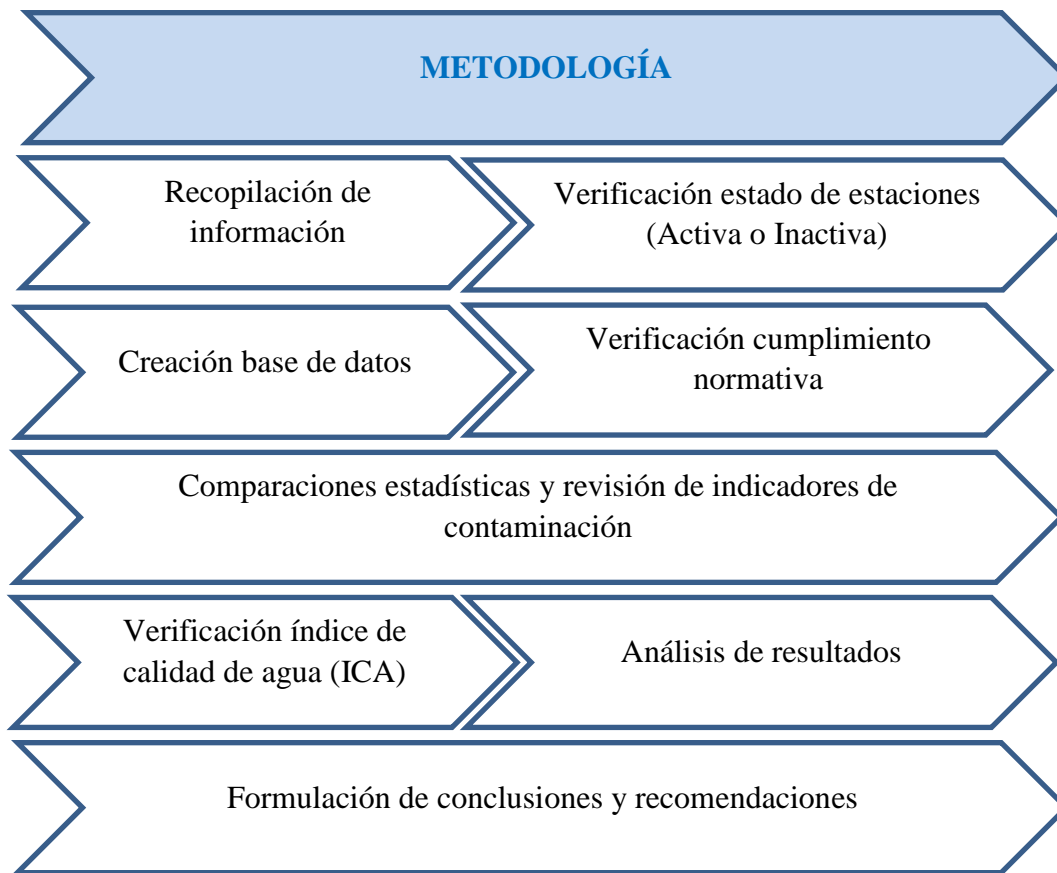 METODOLOGÍA
Recopilación de
información
Verificación estado de estaciones
(Activa o Inactiva)
Creación base de datos
Verificación cumplimiento
normativa
Comparaciones estadísticas y revisión de indicadores de
contaminación
Verificación índice de
calidad de agua (ICA)
Análisis de resultados
Formulación de conclusiones y recomendaciones